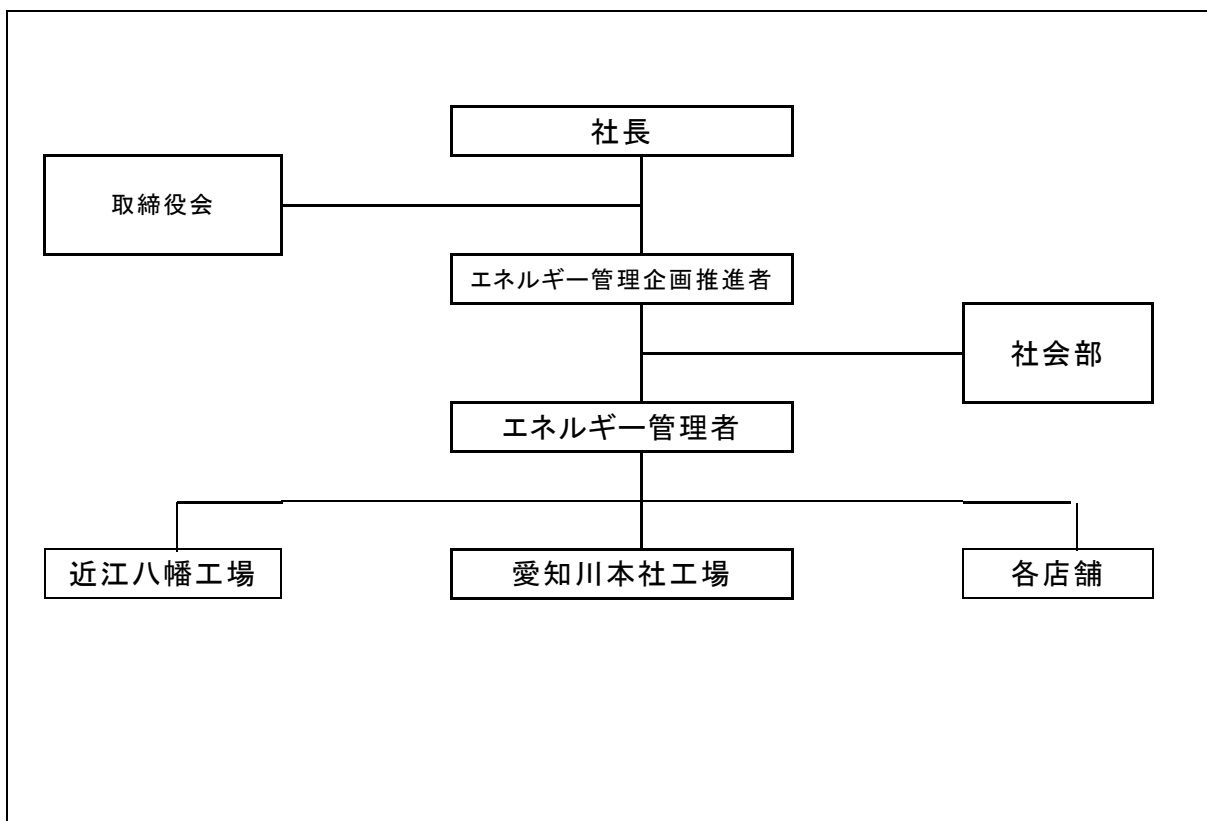 社長
取締役会
エネルギー管理企画推進者
社会部
エネルギー管理者
近江八幡工場
愛知川本社工場
各店舗